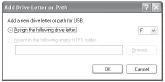 Add Drive Letter or Path
Add a new drive letter or path for USB.
Assign the following drive letter:
F
Mount in the following empty NTFS folder:
Browse...
OK
Cancel